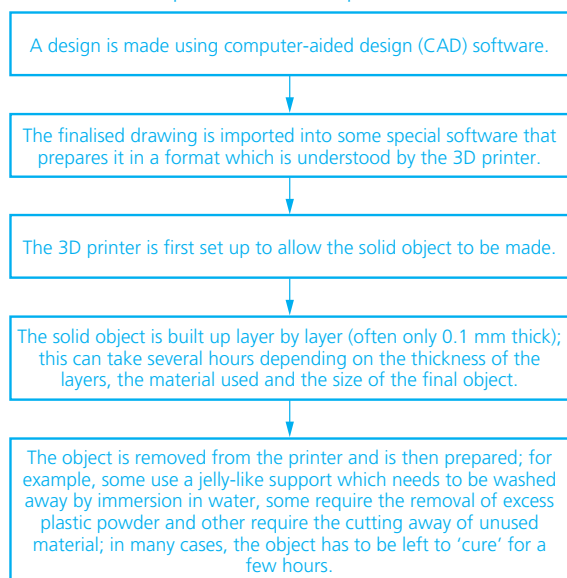 A design is made using computer-aided design (CAD) software.
The finalised drawing is imported into some special software that
prepares it in a format which is understood by the 3D printer.
The 3D printer is first set up to allow the solid object to be made.
The solid object is built up layer by layer (often only 0.1 mm thick);
this can take several hours depending on the thickness of the
layers, the material used and the size of the final object.
The object is removed from the printer and is then prepared; for
example, some use a jelly-like support which needs to be washed
away by immersion in water, some require the removal of excess
plastic powder and other require the cutting away of unused
material; in many cases, the object has to be left to ‘cure’ for a
few hours.